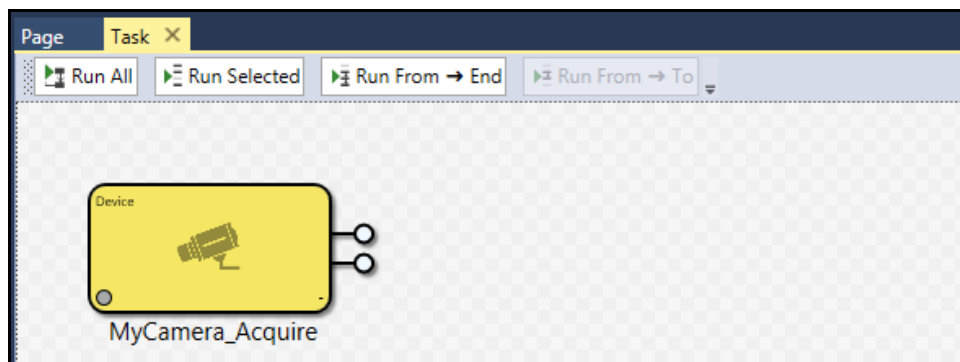 Page Task
Run All Run Selected Run From → End Run From → To
Device
-
MyCamera_Acquire